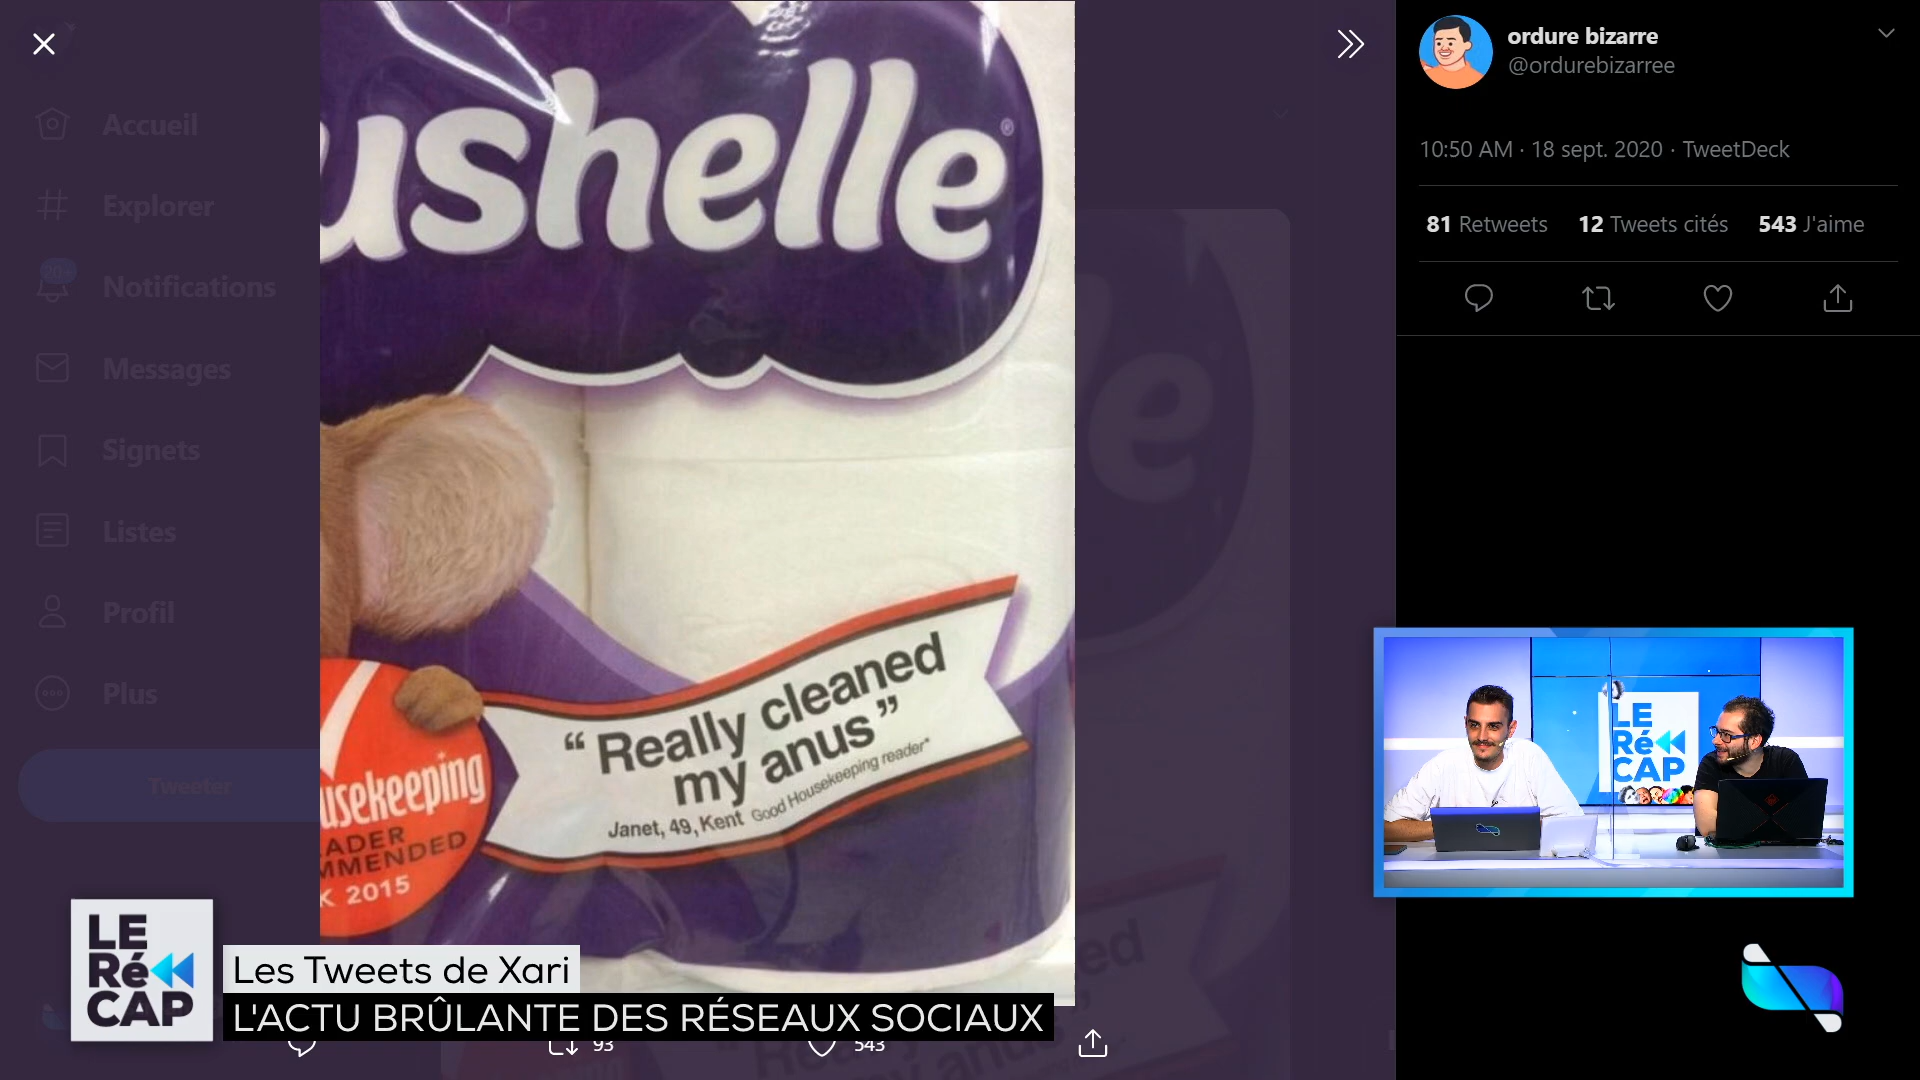 Accueil
Explorer
20+
Notifications
Messages
Signets
Listes
Profil
Plus
Tweeter
ushelle®
“Really cleaned
my anus”
Janet, 49, Kent Good Housekeeping reader*
usekeeping
ADER
MMENDED
K 2015
e
ed
ordure bizarre
@ordurebizarree
10:50 AM · 18 sept. 2020 · TweetDeck
81 Retweets 12 Tweets cités 543 J'aime
LE
Ré
CAP
LE
Ré
CAP
Les Tweets de Xari
L'ACTU BRÛLANTE DES RÉSEAUX SOCIAUX
93
543